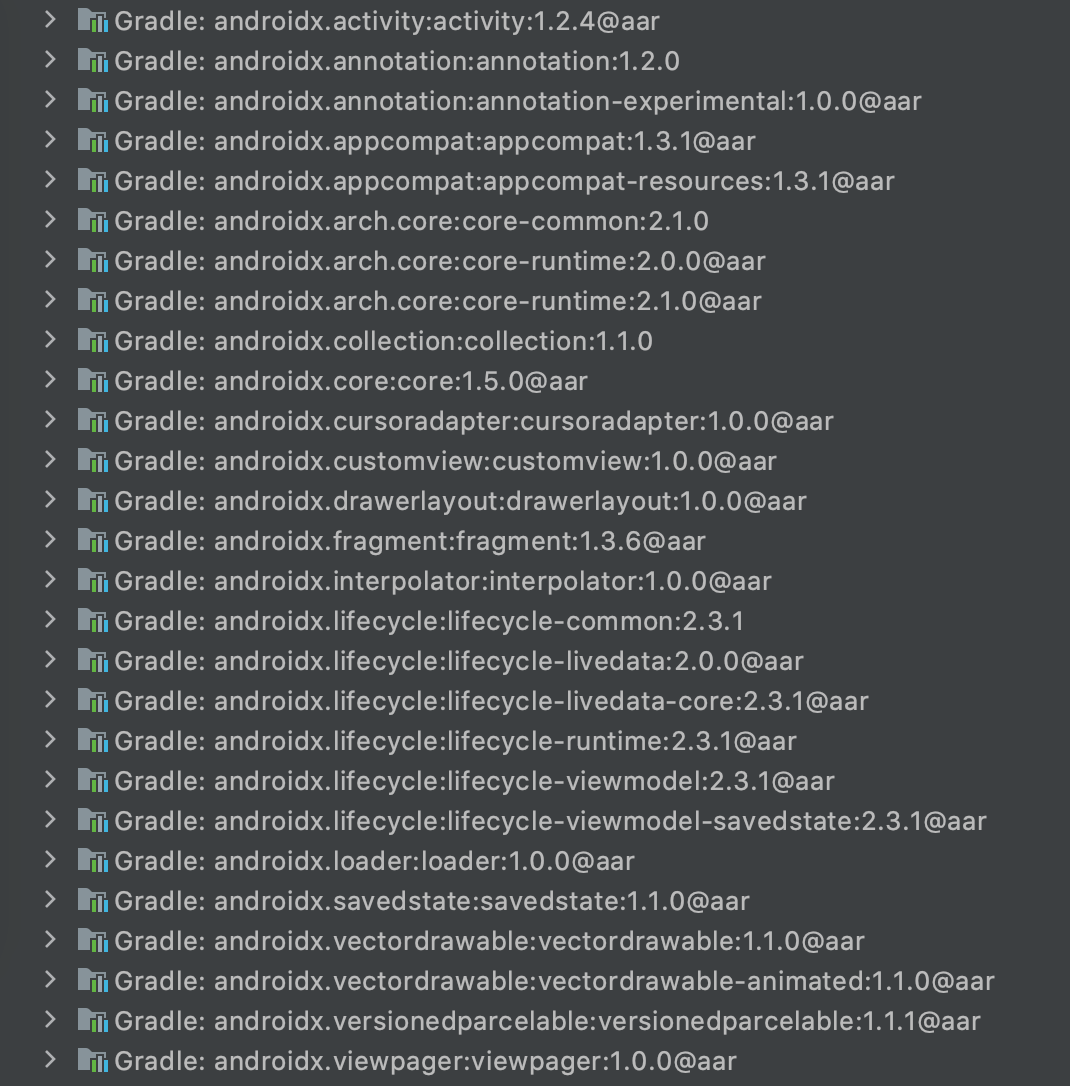 Gradle: androidx.activity:activity:1.2.4@aar
Gradle: androidx.annotation:annotation:1.2.0
Gradle: androidx.annotation:annotation-experimental:1.0.0@aar
Gradle: androidx.appcompat:appcompat:1.3.1@aar
Gradle: androidx.appcompat:appcompat-resources:1.3.1@aar
Gradle: androidx.arch.core:core-common:2.1.0
Gradle: androidx.arch.core:core-runtime:2.0.0@aar
Gradle: androidx.arch.core:core-runtime:2.1.0@aar
Gradle: androidx.collection:collection:1.1.0
Gradle: androidx.core:core:1.5.0@aar
Gradle: androidx.cursoradapter:cursoradapter:1.0.0@aar
Gradle: androidx.customview:customview:1.0.0@aar
Gradle: androidx.drawerlayout:drawerlayout:1.0.0@aar
Gradle: androidx.fragment:fragment:1.3.6@aar
Gradle: androidx.interpolator:interpolator:1.0.0@aar
Gradle: androidx.lifecycle:lifecycle-common:2.3.1
Gradle: androidx.lifecycle:lifecycle-livedata:2.0.0@aar
Gradle: androidx.lifecycle:lifecycle-livedata-core:2.3.1@aar
Gradle: androidx.lifecycle:lifecycle-runtime:2.3.1@aar
Gradle: androidx.lifecycle:lifecycle-viewmodel:2.3.1@aar
Gradle: androidx.lifecycle:lifecycle-viewmodel-savedstate:2.3.1@aar
Gradle: androidx.loader:loader:1.0.0@aar
Gradle: androidx.savedstate:savedstate:1.1.0@aar
Gradle: androidx.vectordrawable:vectordrawable:1.1.0@aar
Gradle: androidx.vectordrawable:vectordrawable-animated:1.1.0@aar
Gradle: androidx.versionedparcelable:versionedparcelable:1.1.1@aar
Gradle: androidx.viewpager:viewpager:1.0.0@aar